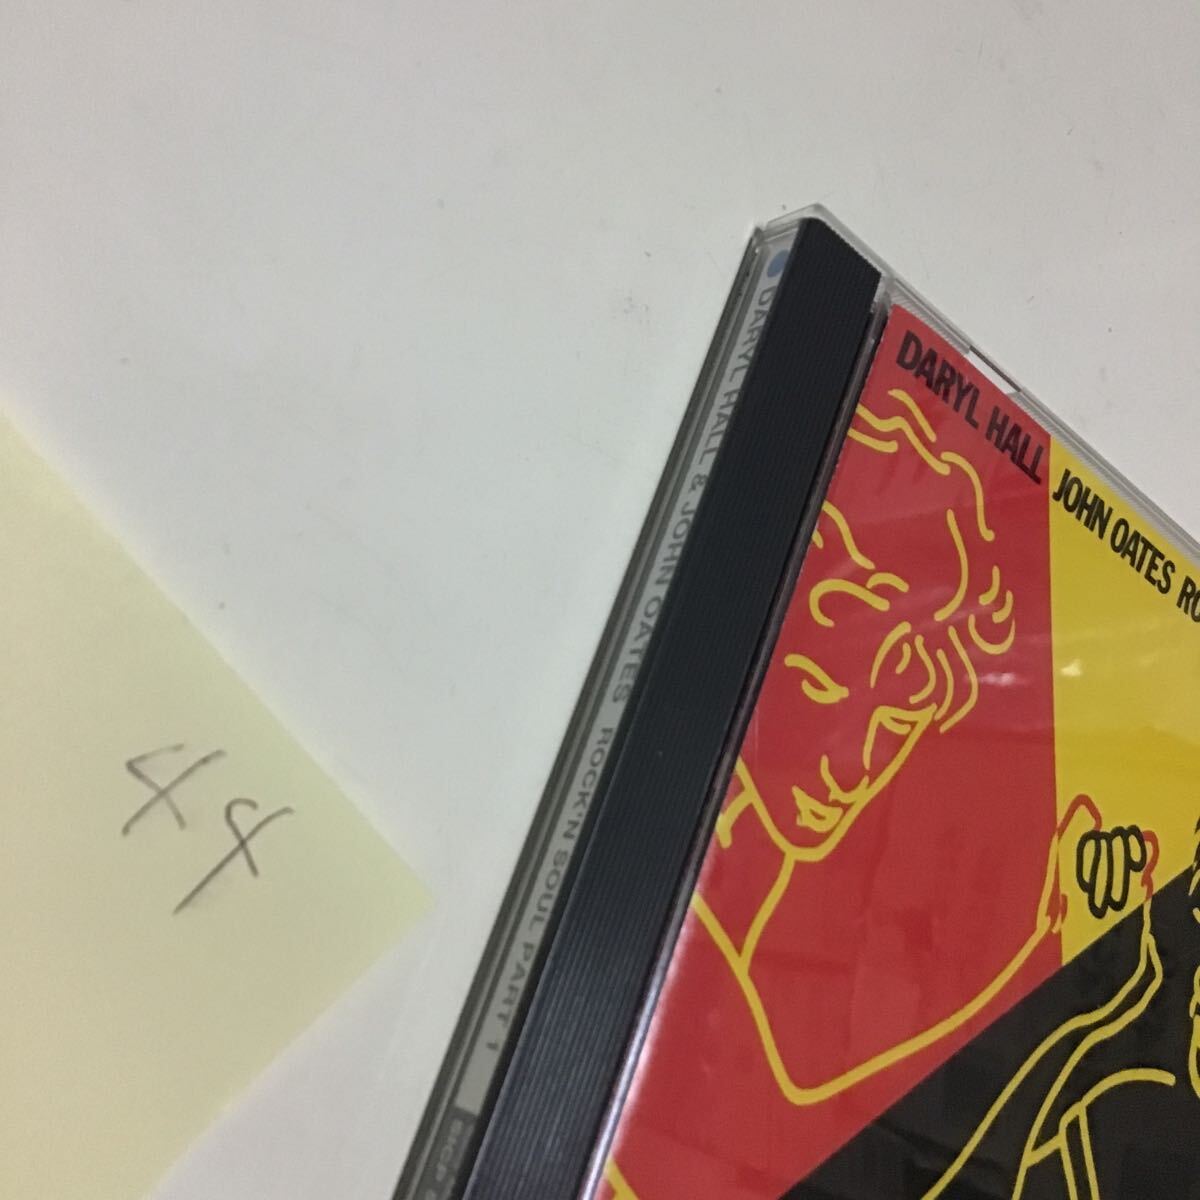 44
DARYL HALL & JOHN OATES ROCK'N SOUL PART 1
DARYL HALL JOHN OATES